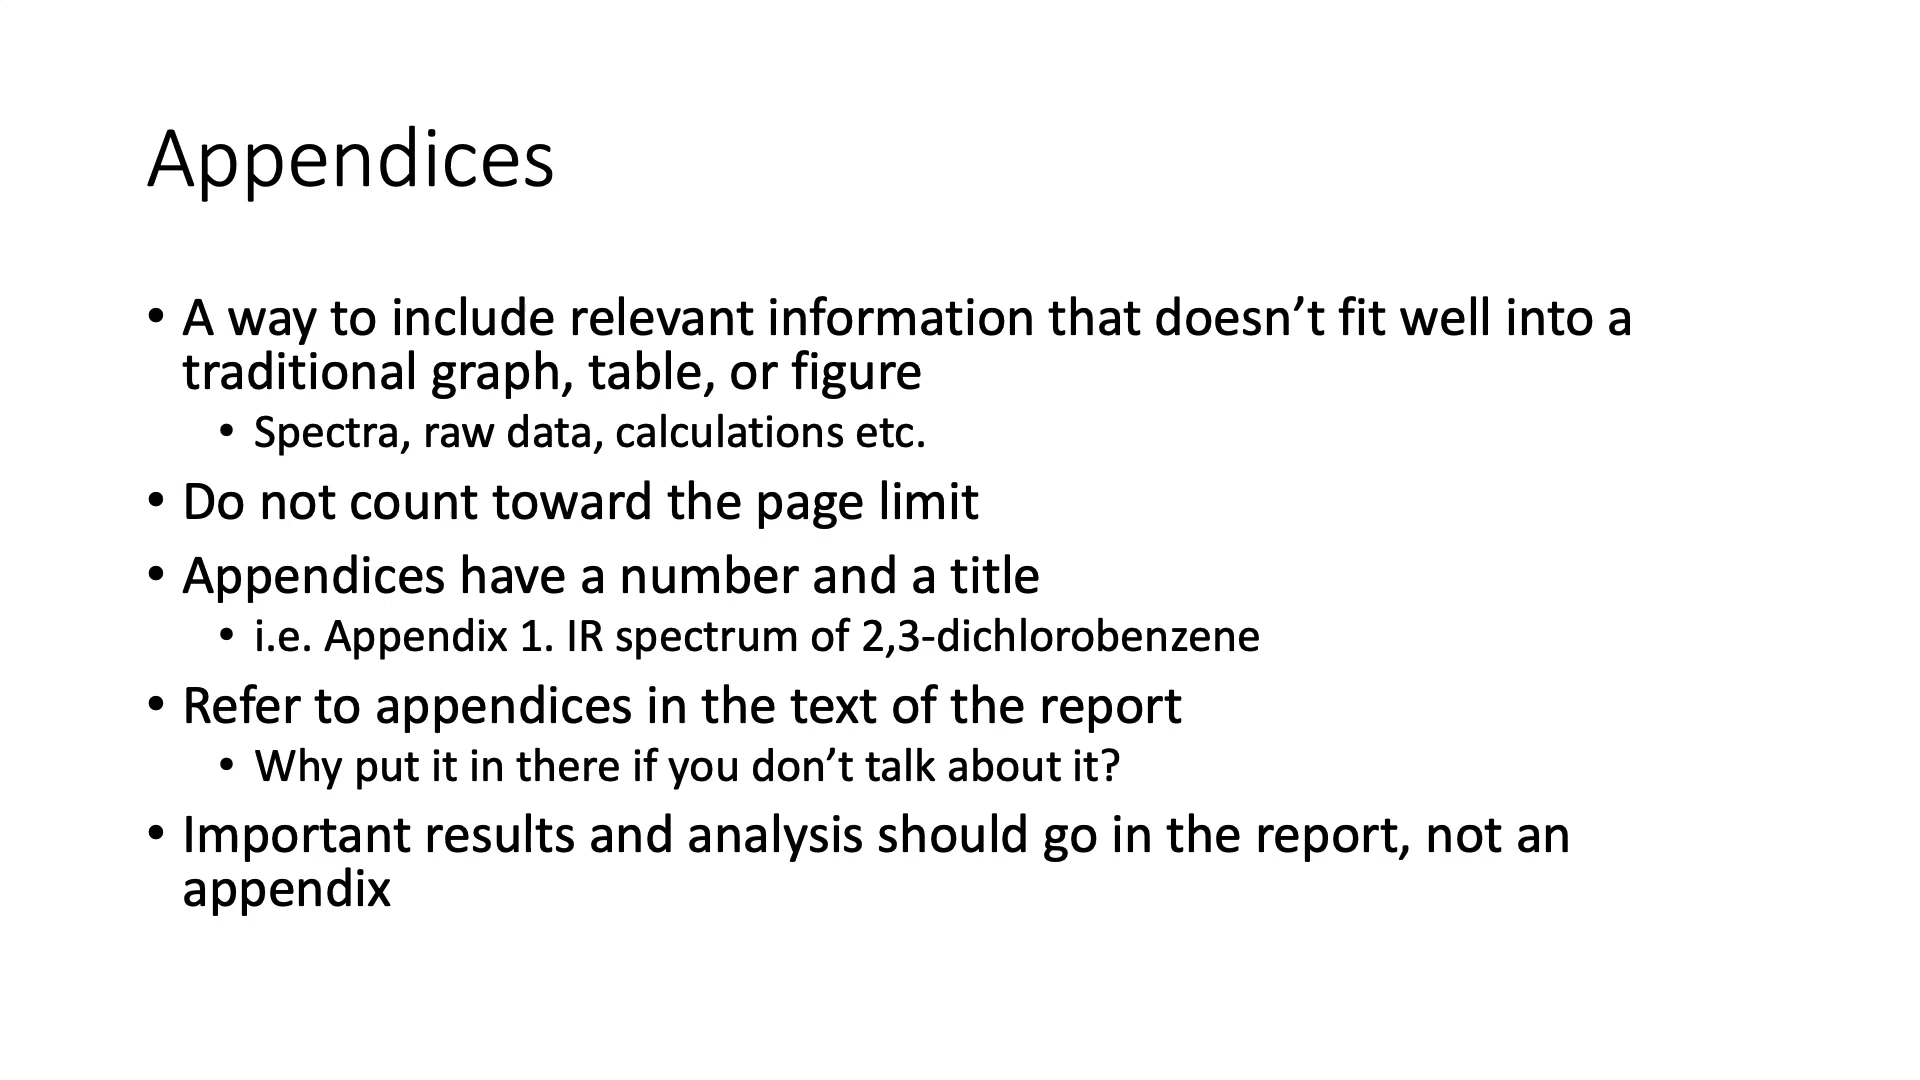 Appendices
• A way to include relevant information that doesn’t fit well into a
traditional graph, table, or figure
• Spectra, raw data, calculations etc.
• Do not count toward the page limit
• Appendices have a number and a title
• i.e. Appendix 1. IR spectrum of 2,3-dichlorobenzene
• Refer to appendices in the text of the report
• Why put it in there if you don’t talk about it?
• Important results and analysis should go in the report, not an
appendix